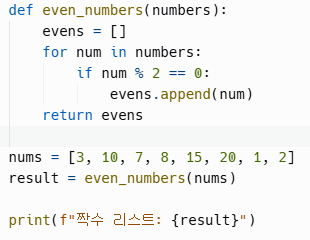 def even_numbers(numbers):
    evens = []
    for num in numbers:
        if num % 2 == 0:
            evens.append(num)
    return evens

nums = [3, 10, 7, 8, 15, 20, 1, 2]
result = even_numbers(nums)

print(f"짝수 리스트: {result}")